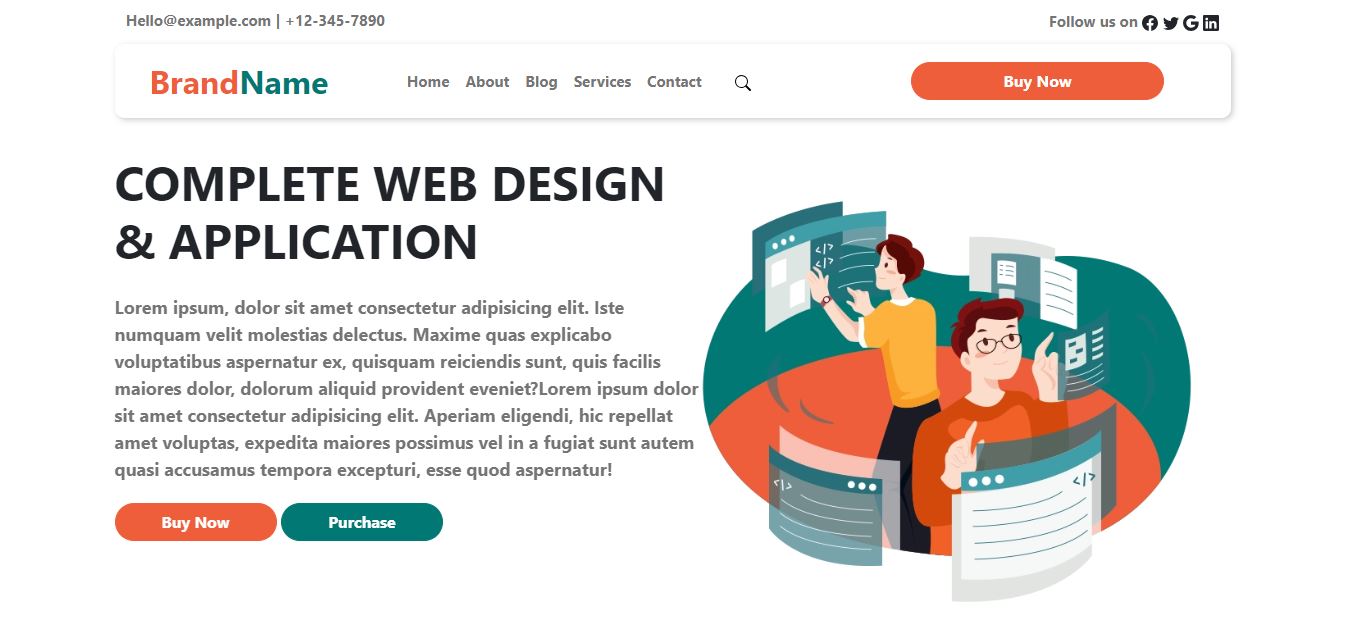 Hello@example.com | +12-345-7890
Follow us on
BrandName
Home About Blog Services Contact
Buy Now
COMPLETE WEB DESIGN
& APPLICATION
Lorem ipsum, dolor sit amet consectetur adipisicing elit. Iste
numquam velit molestias delectus. Maxime quas explicabo
voluptatibus aspernatur ex, quisquam reiciendis sunt, quis facilis
maiores dolor, dolorum aliquid provident eveniet?Lorem ipsum dolor
sit amet consectetur adipisicing elit. Aperiam eligendi, hic repellat
amet voluptas, expedita maiores possimus vel in a fugiat sunt autem
quasi accusamus tempora excepturi, esse quod aspernatur!
Buy Now
Purchase
</>
</>
</>
</>